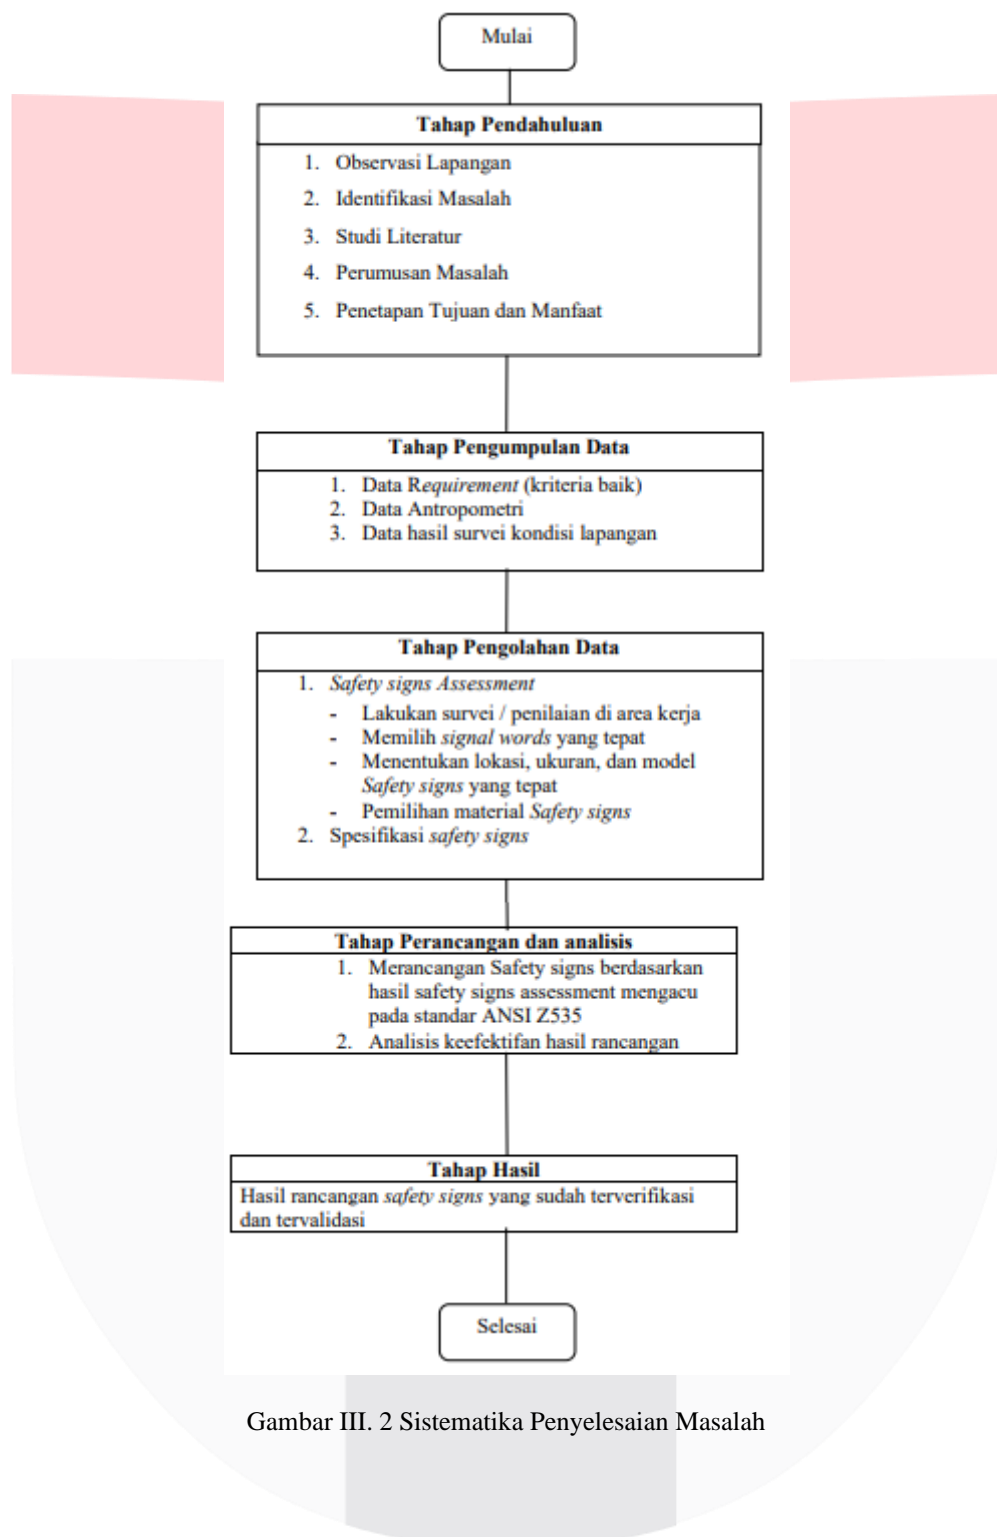 Mulai
Tahap Pendahuluan
1. Observasi Lapangan
2. Identifikasi Masalah
3. Studi Literatur
4. Perumusan Masalah
5. Penetapan Tujuan dan Manfaat
Tahap Pengumpulan Data
1. Data Requirement (kriteria baik)
2. Data Antropometri
3. Data hasil survei kondisi lapangan
Tahap Pengolahan Data
1. Safety signs Assessment
- Lakukan survei / penilaian di area kerja
- Memilih signal words yang tepat
- Menentukan lokasi, ukuran, dan model
Safety signs yang tepat
- Pemilihan material Safety signs
2. Spesifikasi safety signs
Tahap Perancangan dan analisis
1. Merancangan Safety signs berdasarkan
hasil safety signs assessment mengacu
pada standar ANSI Z535
2. Analisis keefektifan hasil rancangan
Tahap Hasil
Hasil rancangan safety signs yang sudah terverifikasi
dan tervalidasi
Selesai
Gambar III. 2 Sistematika Penyelesaian Masalah